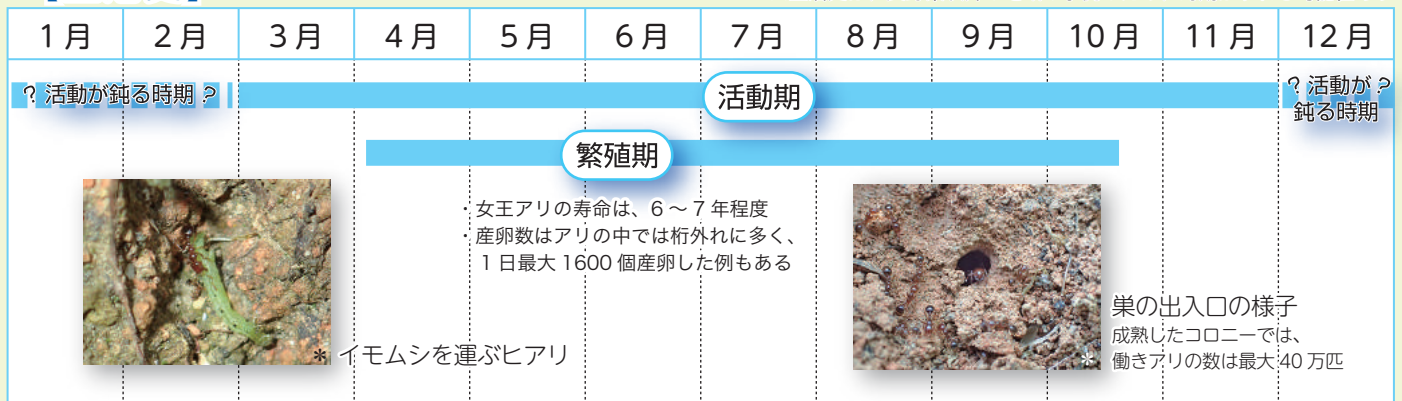 1月 2月 3月 4月 5月 6月 7月 8月 9月 10月 11月 12月
? 活動が鈍る時期 ?
活動期
? 活動が ?
鈍る時期
繁殖期
・女王アリの寿命は、6～7年程度
・産卵数はアリの中では桁外れに多く、
1日最大1600個産卵した例もある
* イモムシを運ぶヒアリ
*
巣の出入口の様子
成熟したコロニーでは、
働きアリの数は最大40万匹